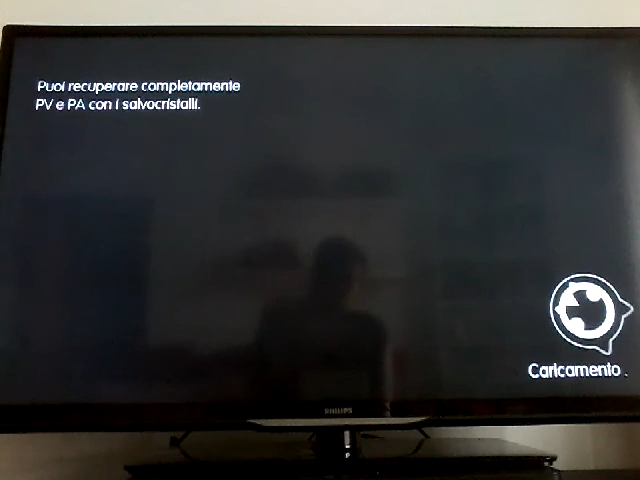 Puoi recuperare completamente
PV e PA con i salvocristalli.
Caricamento .
PHILIPS